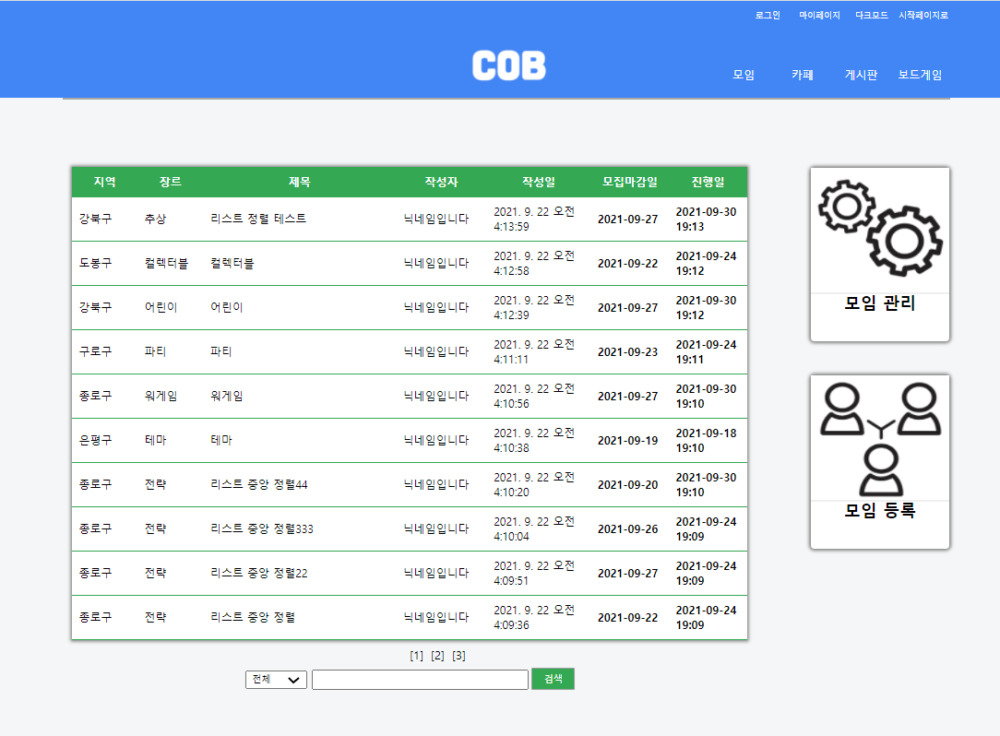 로그인 마이페이지 다크모드 시작페이지로
COB
모임 카페 게시판 보드게임
지역 장르 제목 작성자 작성일 모집마감일 진행일
강북구 추상 리스트 정렬 테스트 닉네임입니다 2021. 9. 22 오전 4:13:59 2021-09-27 2021-09-30 19:13
도봉구 컬렉터블 컬렉터블 닉네임입니다 2021. 9. 22 오전 4:12:58 2021-09-22 2021-09-24 19:12
강북구 어린이 어린이 닉네임입니다 2021. 9. 22 오전 4:12:39 2021-09-27 2021-09-30 19:12
구로구 파티 파티 닉네임입니다 2021. 9. 22 오전 4:11:11 2021-09-23 2021-09-24 19:11
종로구 워게임 워게임 닉네임입니다 2021. 9. 22 오전 4:10:56 2021-09-27 2021-09-30 19:10
은평구 테마 테마 닉네임입니다 2021. 9. 22 오전 4:10:38 2021-09-19 2021-09-18 19:10
종로구 전략 리스트 중앙 정렬44 닉네임입니다 2021. 9. 22 오전 4:10:20 2021-09-20 2021-09-30 19:10
종로구 전략 리스트 중앙 정렬333 닉네임입니다 2021. 9. 22 오전 4:10:04 2021-09-26 2021-09-24 19:09
종로구 전략 리스트 중앙 정렬22 닉네임입니다 2021. 9. 22 오전 4:09:51 2021-09-27 2021-09-24 19:09
종로구 전략 리스트 중앙 정렬 닉네임입니다 2021. 9. 22 오전 4:09:36 2021-09-22 2021-09-24 19:09
[1] [2] [3]
전체 검색
모임 관리
모임 등록